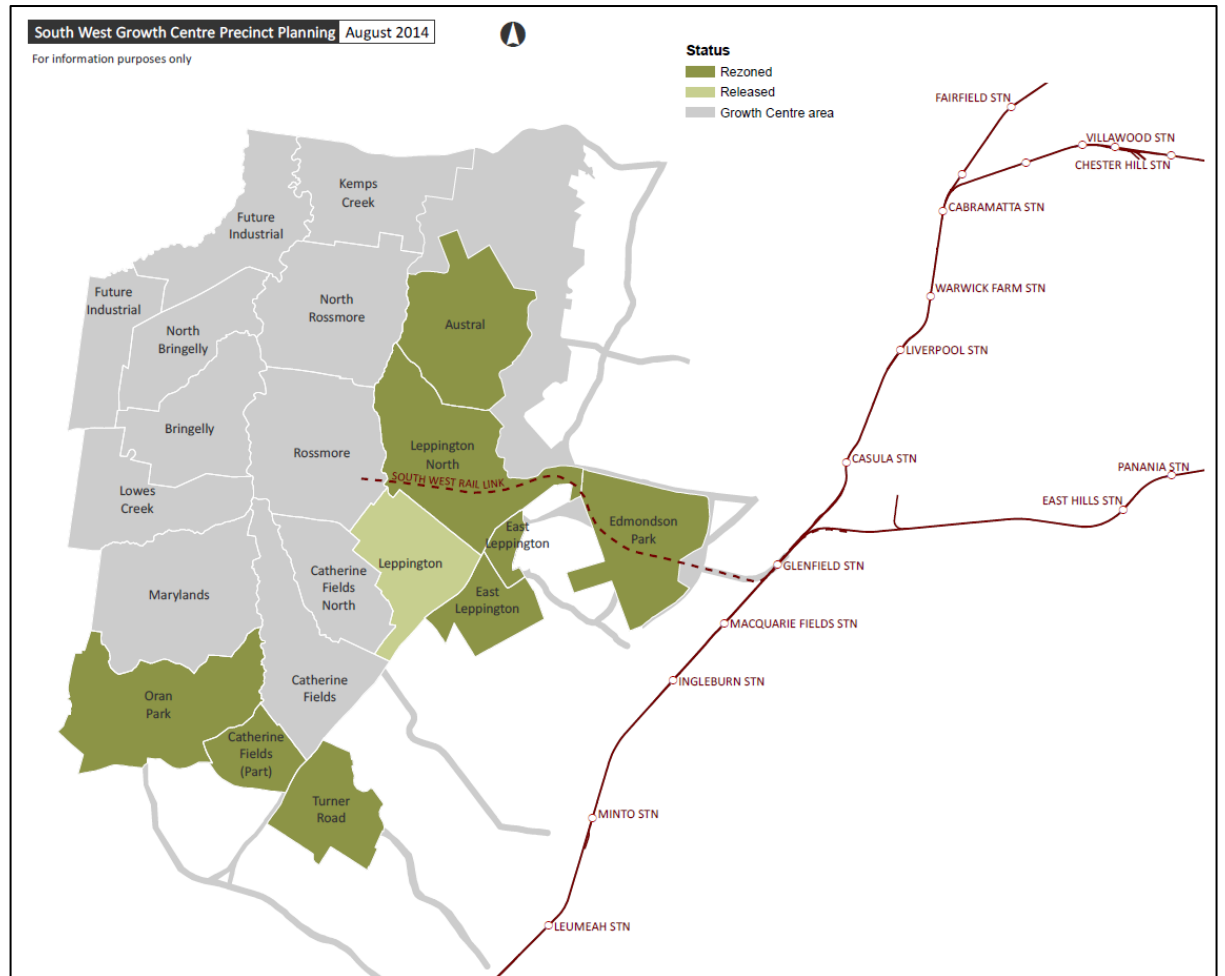 South West Growth Centre Precinct Planning August 2014
For information purposes only
Status
Rezoned
Released
Growth Centre area
FAIRFIELD STN
VILLAWOOD STN
CHESTER HILL STN
CABRAMATTA STN
WARWICK FARM STN
LIVERPOOL STN
CASULA STN
PANANIA STN
EAST HILLS STN
GLENFIELD STN
MACQUARIE FIELDS STN
INGLEBURN STN
MINTO STN
LEUMEAH STN
Kemps
Creek
Future
Industrial
Future
Industrial
North
Rossmore
North
Bringelly
Austral
Bringelly
Rossmore
Leppington
North
SOUTH WEST RAIL LINK
Lowes
Creek
East
Leppington
Edmondson
Park
Leppington
Catherine
Fields
North
Marylands
East
Leppington
Oran
Park
Catherine
Fields
Catherine
Fields
(Part)
Turner
Road